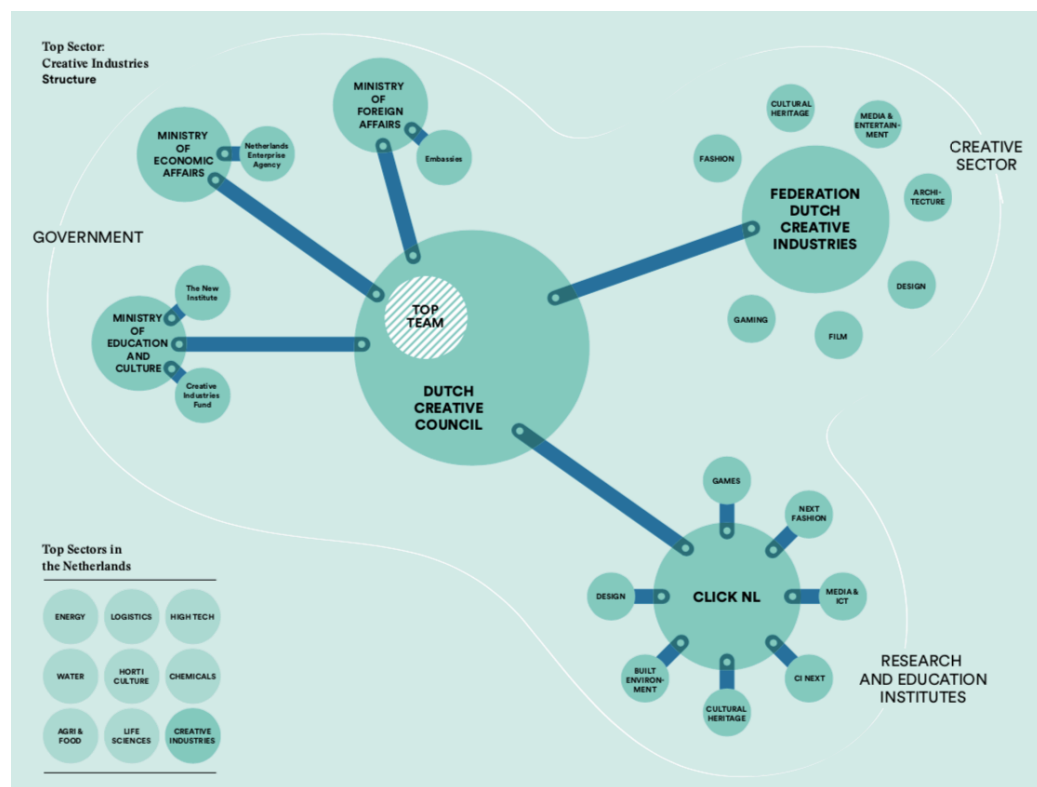 Top Sector:
Creative Industries
Structure
MINISTRY
OF
FOREIGN
AFFAIRS
Embassies
MINISTRY
OF
ECONOMIC
AFFAIRS
Netherlands
Enterprise
Agency
GOVERNMENT
The New
Institute
MINISTRY
OF
EDUCATION
AND
CULTURE
Creative
Industries
Fund
TOP
TEAM
DUTCH
CREATIVE
COUNCIL
CULTURAL
HERITAGE
MEDIA &
ENTERTAIN-
MENT
FASHION
CREATIVE
SECTOR
FEDERATION
DUTCH
CREATIVE
INDUSTRIES
ARCHI-
TECTURE
DESIGN
GAMING
FILM
GAMES
NEXT
FASHION
DESIGN
CLICK NL
MEDIA &
ICT
BUILT
ENVIRON-
MENT
CI NEXT
CULTURAL
HERITAGE
RESEARCH
AND EDUCATION
INSTITUTES
Top Sectors in
the Netherlands
ENERGY
LOGISTICS
HIGH TECH
WATER
HORTI
CULTURE
CHEMICALS
AGRI &
FOOD
LIFE
SCIENCES
CREATIVE
INDUSTRIES